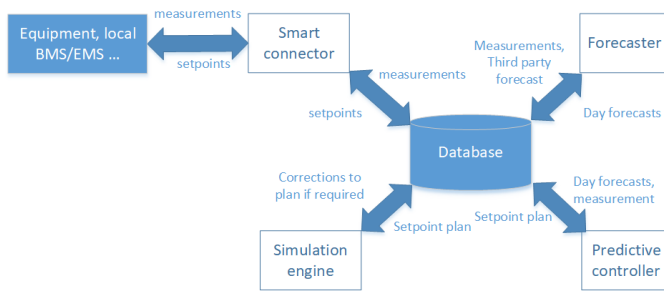 measurements
Equipment, local
BMS/EMS ...
setpoints
Smart
connector
Measurements,
Third party
forecast
Forecaster
measurements
setpoints
Day forecasts
Database
Corrections to
plan if required
Day forecasts,
measurement
Setpoint plan
Setpoint plan
Simulation
engine
Predictive
controller